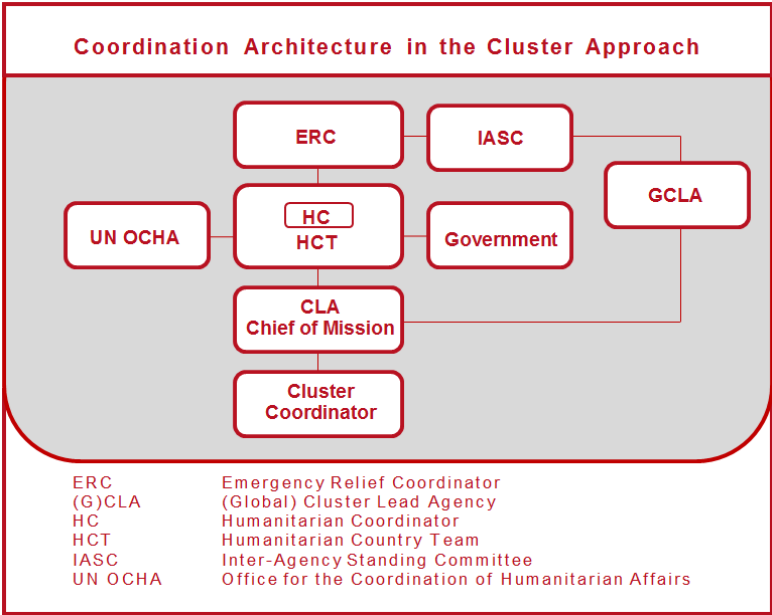 Coordination Architecture in the Cluster Approach
ERC
IASC
GCLA
HC
HCT
UN OCHA
Government
CLA
Chief of Mission
Cluster
Coordinator
ERC Emergency Relief Coordinator
(G)CLA (Global) Cluster Lead Agency
HC Humanitarian Coordinator
HCT Humanitarian Country Team
IASC Inter-Agency Standing Committee
UN OCHA Office for the Coordination of Humanitarian Affairs